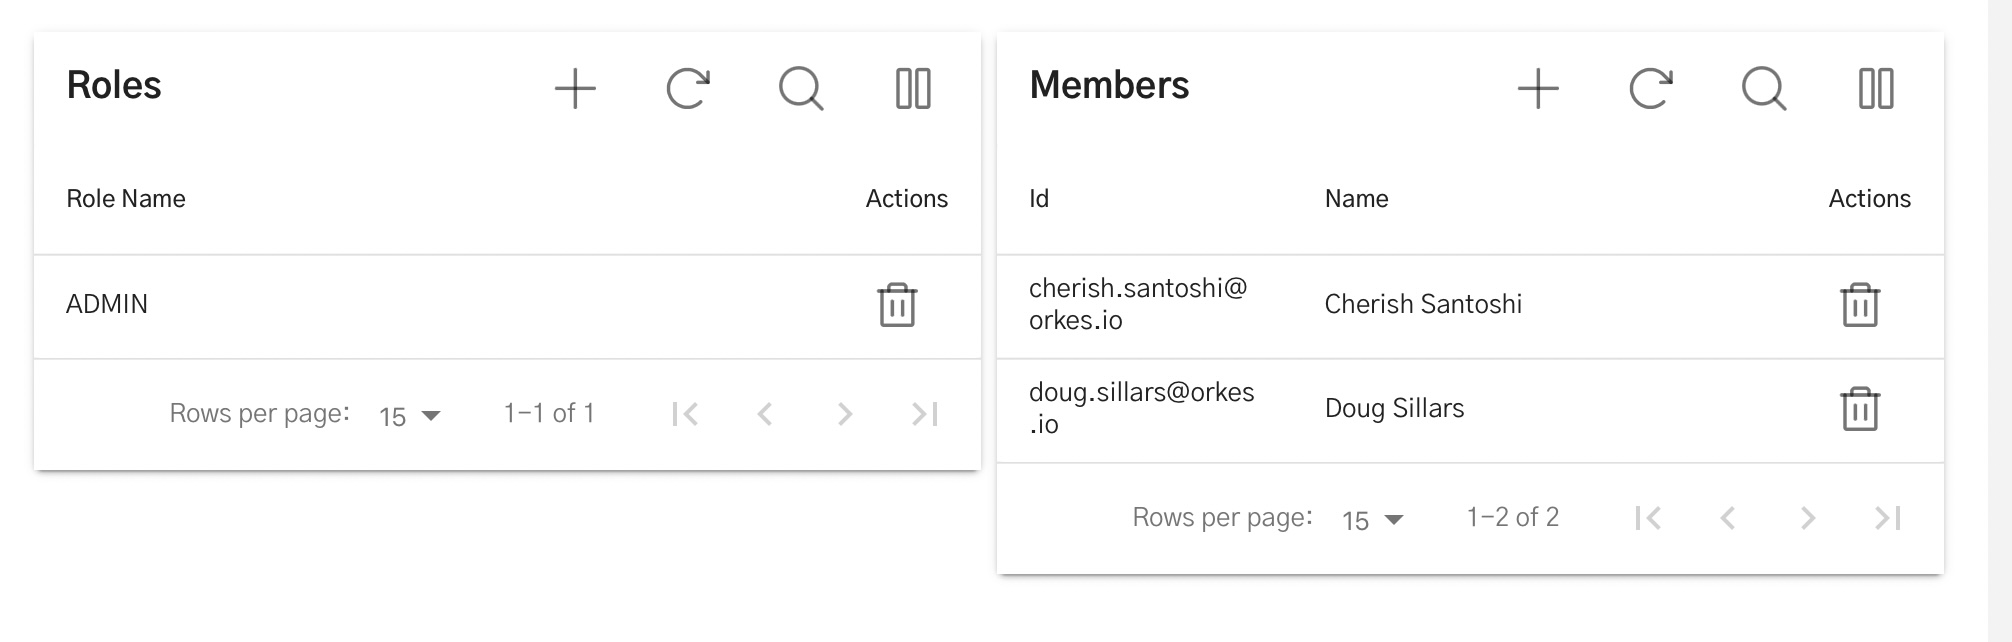 Roles
Role Name
Actions
ADMIN
Rows per page: 15 1-1 of 1
Members
Id
Name
Actions
cherish.santoshi@
orkes.io
Cherish Santoshi
doug.sillars@orkes
.io
Doug Sillars
Rows per page: 15 1-2 of 2